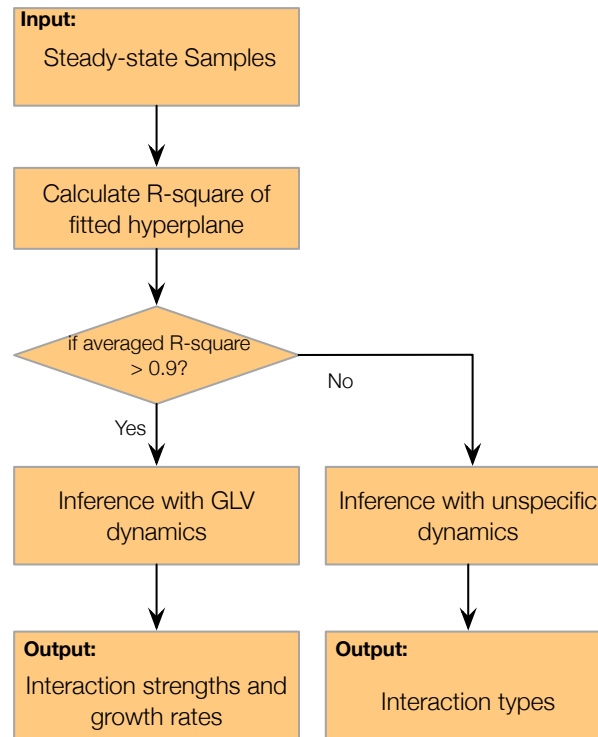 Input:
Steady-state Samples
Calculate R-square of
fitted hyperplane
if averaged R-square
> 0.9?
No
Yes
Inference with GLV
dynamics
Inference with unspecific
dynamics
Output:
Interaction strengths and
growth rates
Output:
Interaction types